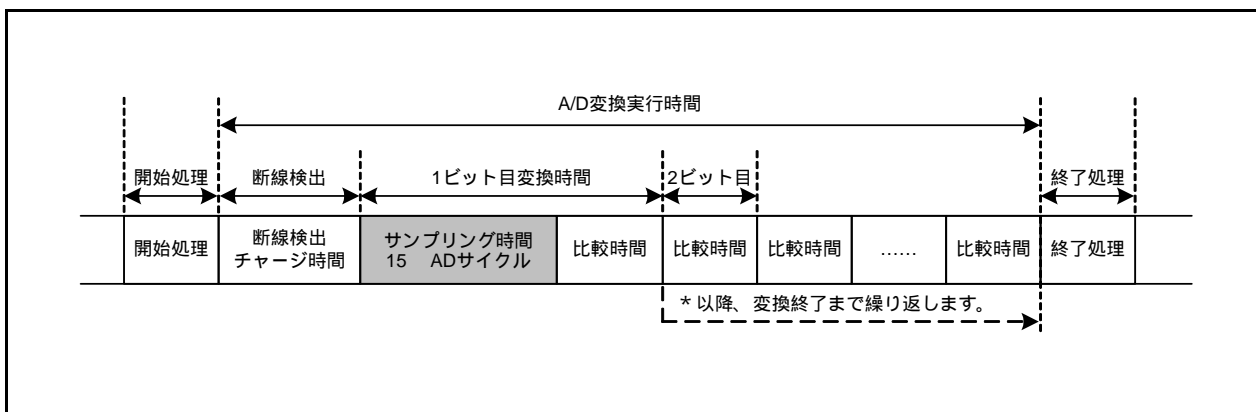 A/D変換実行時間
開始処理
断線検出
1ビット目変換時間
2ビット目
終了処理
開始処理
断線検出
チャージ時間
サンプリング時間
15 ADサイクル
比較時間
比較時間
比較時間
……
比較時間
終了処理
* 以降、変換終了まで繰り返します。